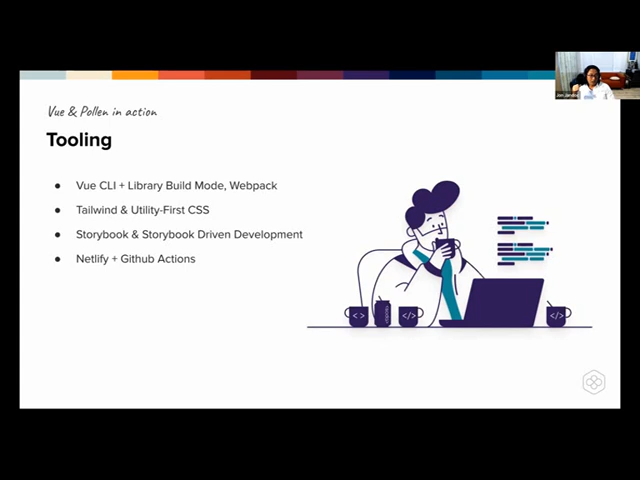 Vue & Pollen in action
Tooling
● Vue CLI + Library Build Mode, Webpack
● Tailwind & Utility-First CSS
● Storybook & Storybook Driven Development
● Netlify + Github Actions
< >
</>
</>